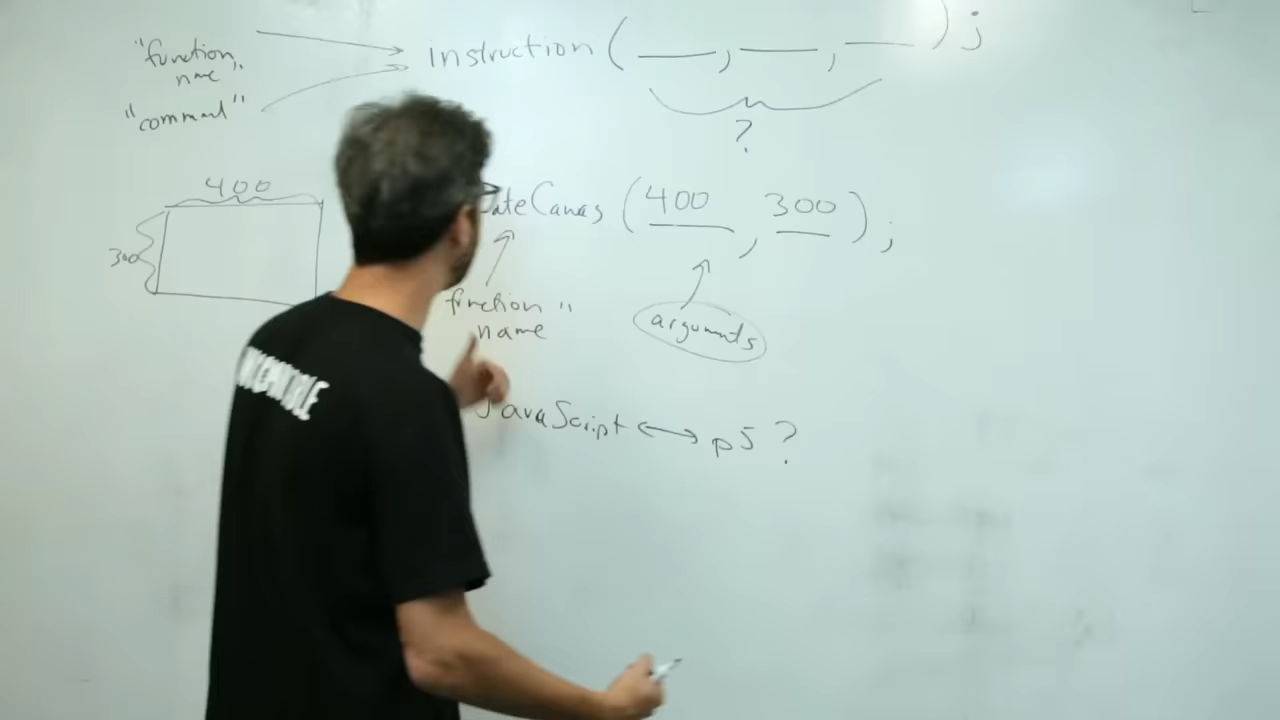 "function
name
"command"
instruction ( ___, ___, ___ ) ;
?
400
300
ateCanvas ( 400 , 300 ) ;
function "
name
arguments
JavaScript ⟷ p5 ?